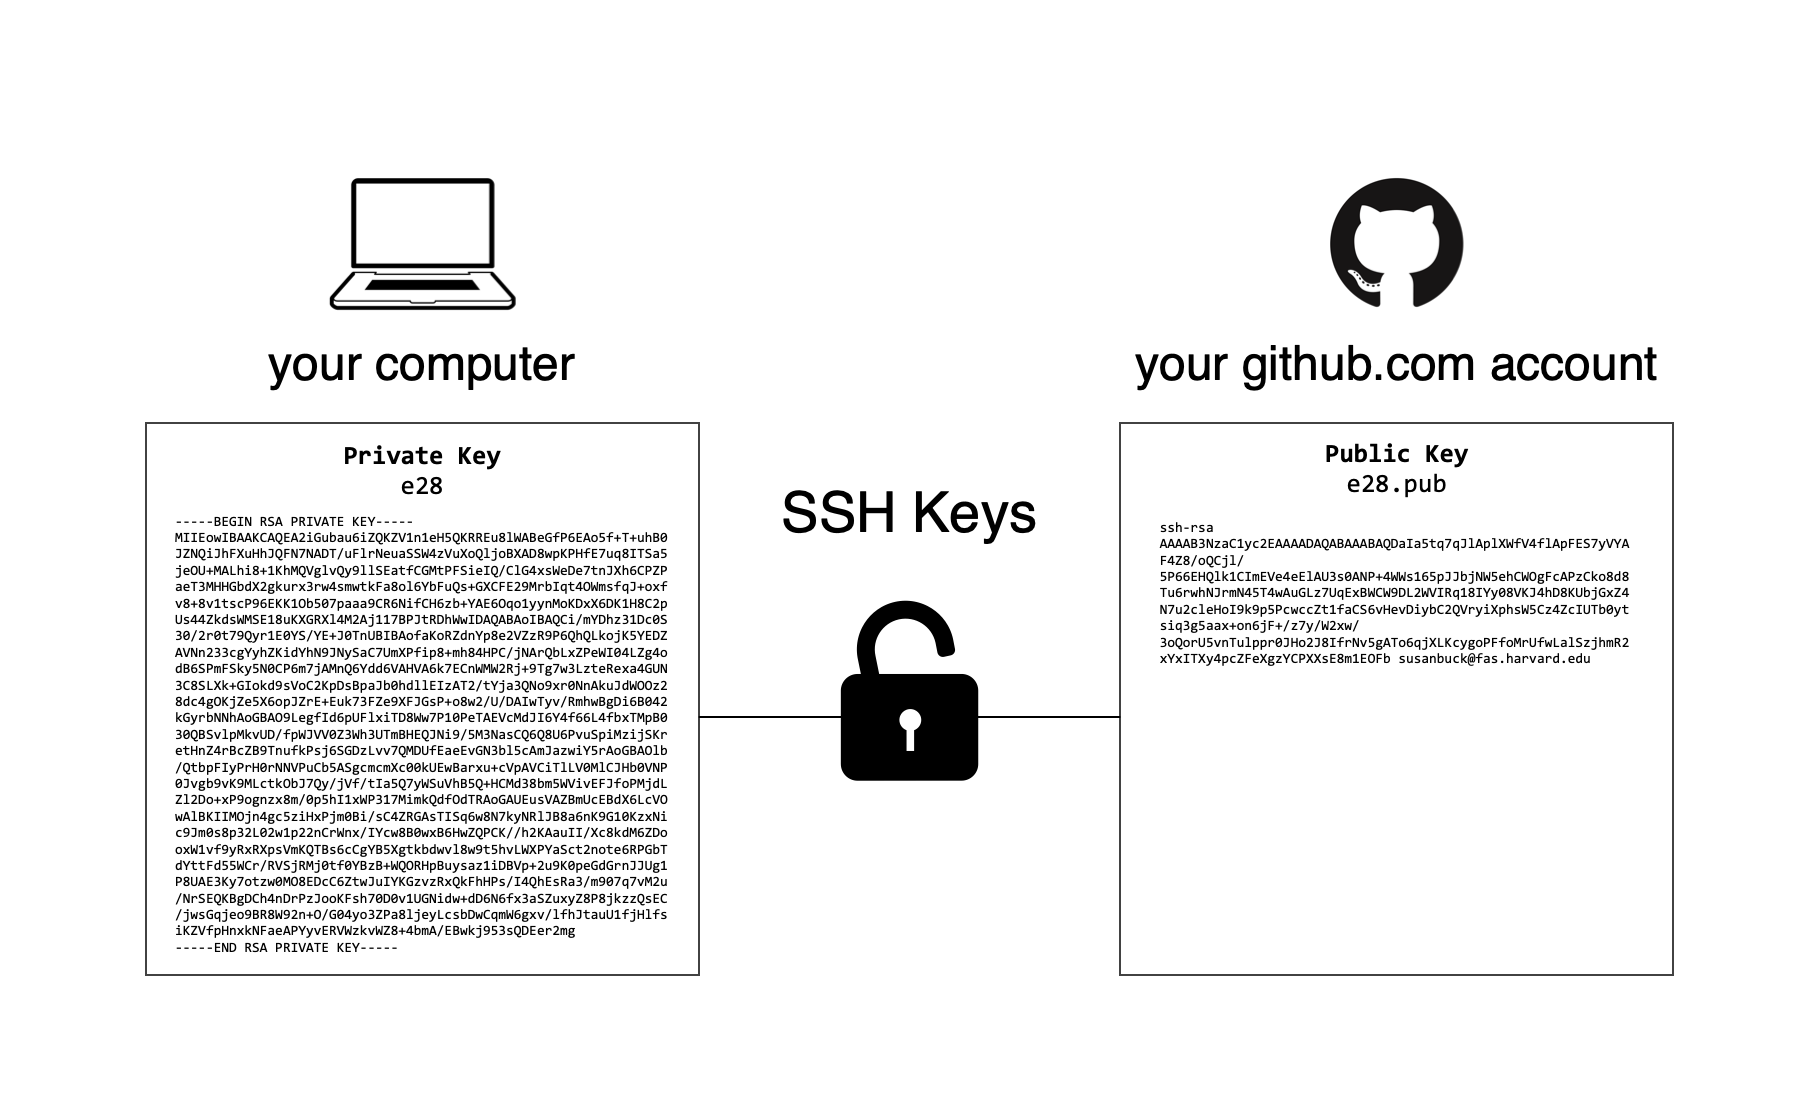 your computer
your github.com account
Private Key
e28
-----BEGIN RSA PRIVATE KEY-----
MIIEowIBAAKCAQEA2iGubau6iZQKZV1n1eH5QKRREu8lWABeGfP6EAo5f+T+uhB0
JZNQiJhFXuHhJQFN7NADT/uFlrNeuaSSW4zVuXoQljoBXAD8wpKPHfE7uq8ITSa5
jeOU+MALhi8+1KhMQVglvQy9llSEatfCGMtPFSieIQ/ClG4xsWeDe7tnJXh6CPZP
aeT3MHHGbdX2gkurx3rw4smwtkFa8ol6YbFuQs+GXCFE29MrbIqt4OWmsfqJ+oxf
v8+8v1tscP96EKK1Ob507paaa9CR6NifCH6zb+YAE6Oqo1yynMoKDxX6DK1H8C2p
Us44ZkdsWMSE18uKXGRXl4M2Aj117BPJtRDhWwIDAQABAoIBAQCi/mYDhz31Dc0S
30/2r0t79Qyr1E0YS/YE+J0TnUBIBAofaKoRZdnYp8e2VZzR9P6QhQLkojK5YEDZ
AVNn233cgYyhZKidYhN9JNySaC7UmXPfip8+mh84HPC/jNArQbLxZPeWI04LZg4o
dB6SPmFSky5N0CP6m7jAMnQ6Ydd6VAHVA6k7ECnWMW2Rj+9Tg7w3LzteRexa4GUN
3C8SLXk+GIokd9sVoC2KpDsBpaJb0hdllEIzAT2/tYja3QNo9xr0NnAkuJdWOOz2
8dc4gOKjZe5X6opJZrE+Euk73FZe9XFJGsP+o8w2/U/DAIwTyv/RmhwBgDi6B042
kGyrbNNhAoGBAO9LegfId6pUFlxiTD8Ww7P10PeTAEVcMdJI6Y4f66L4fbxTMpB0
30QBSvlpMkvUD/fpWJVV0Z3Wh3UTmBHEQJNi9/5M3NasCQ6Q8U6PvuSpiMzijSKr
etHnZ4rBcZB9TnufkPsj6SGDzLvv7QMDUfEaeEvGN3bl5cAmJazwiY5rAoGBAOlb
/QtbpFIyPrH0rNNVPuCb5ASgcmcmXc00kUEwBarxu+cVpAVCiTlLV0MlCJHb0VNP
0Jvgb9vK9MLctkObJ7Qy/jVf/tIa5Q7yWSuVhB5Q+HCMd38bm5WVivEFJfoPMjdL
Zl2Do+xP9ognzx8m/0p5hI1xWP317MimkQdfOdTRAoGAUEusVAZBmUcEBdX6LcVO
wAlBKIIMOjn4gc5ziHxPjm0Bi/sC4ZRGAsTISq6w8N7kyNRlJB8a6nK9G10KzxNi
c9Jm0s8p32L02w1p22nCrWnx/IYcw8B0wxB6HwZQPCK//h2KAauII/Xc8kdM6ZDo
oxW1vf9yRxRXpsVmKQTBs6cCgYB5Xgtkbdwvl8w9t5hvLWXPYaSct2note6RPGbT
dYttFd55WCr/RVSjRMj0tf0YBzB+WQORHpBuysaz1iDBVp+2u9K0peGdGrnJJUg1
P8UAE3Ky7otzw0MO8EDcC6ZtwJuIYKGzvzRxQkFhHPs/I4QhEsRa3/m907q7vM2u
/NrSEQKBgDCh4nDrPzJooKFsh70D0v1UGNidw+dD6N6fx3aSZuxyZ8P8jkzzQsEC
/jwsGqjeo9BR8W92n+O/G04yo3ZPa8ljeyLcsbDwCqmW6gxv/lfhJtauU1fjHlfs
iKZVfpHnxkNFaeAPYyvERVWzkvWZ8+4bmA/EBwkj953sQDEer2mg
-----END RSA PRIVATE KEY-----
SSH Keys
Public Key
e28.pub
ssh-rsa
AAAAB3NzaC1yc2EAAAADAQABAAABAQDaIa5tq7qJlAplXWfV4flApFES7yVYA
F4Z8/oQCjl/
5P66EHQlk1CImEVe4eElAU3s0ANP+4WWs165pJJbjNW5ehCWOgFcAPzCko8d8
Tu6rwhNJrmN45T4wAuGLz7UqExBWCW9DL2WVIRq18IYy08VKJ4hD8KUbjGxZ4
N7u2cleHoI9k9p5PcwccZt1faCS6vHevDiybC2QVryiXphsW5Cz4ZcIUTb0yt
siq3g5aax+on6jF+/z7y/W2xw/
3oQorU5vnTulppr0JHo2J8IfrNv5gATo6qjXLKcygoPFfoMrUfwLalSzjhmR2
xYxITXy4pcZFeXgzYCPXXsE8m1EOFb susanbuck@fas.harvard.edu